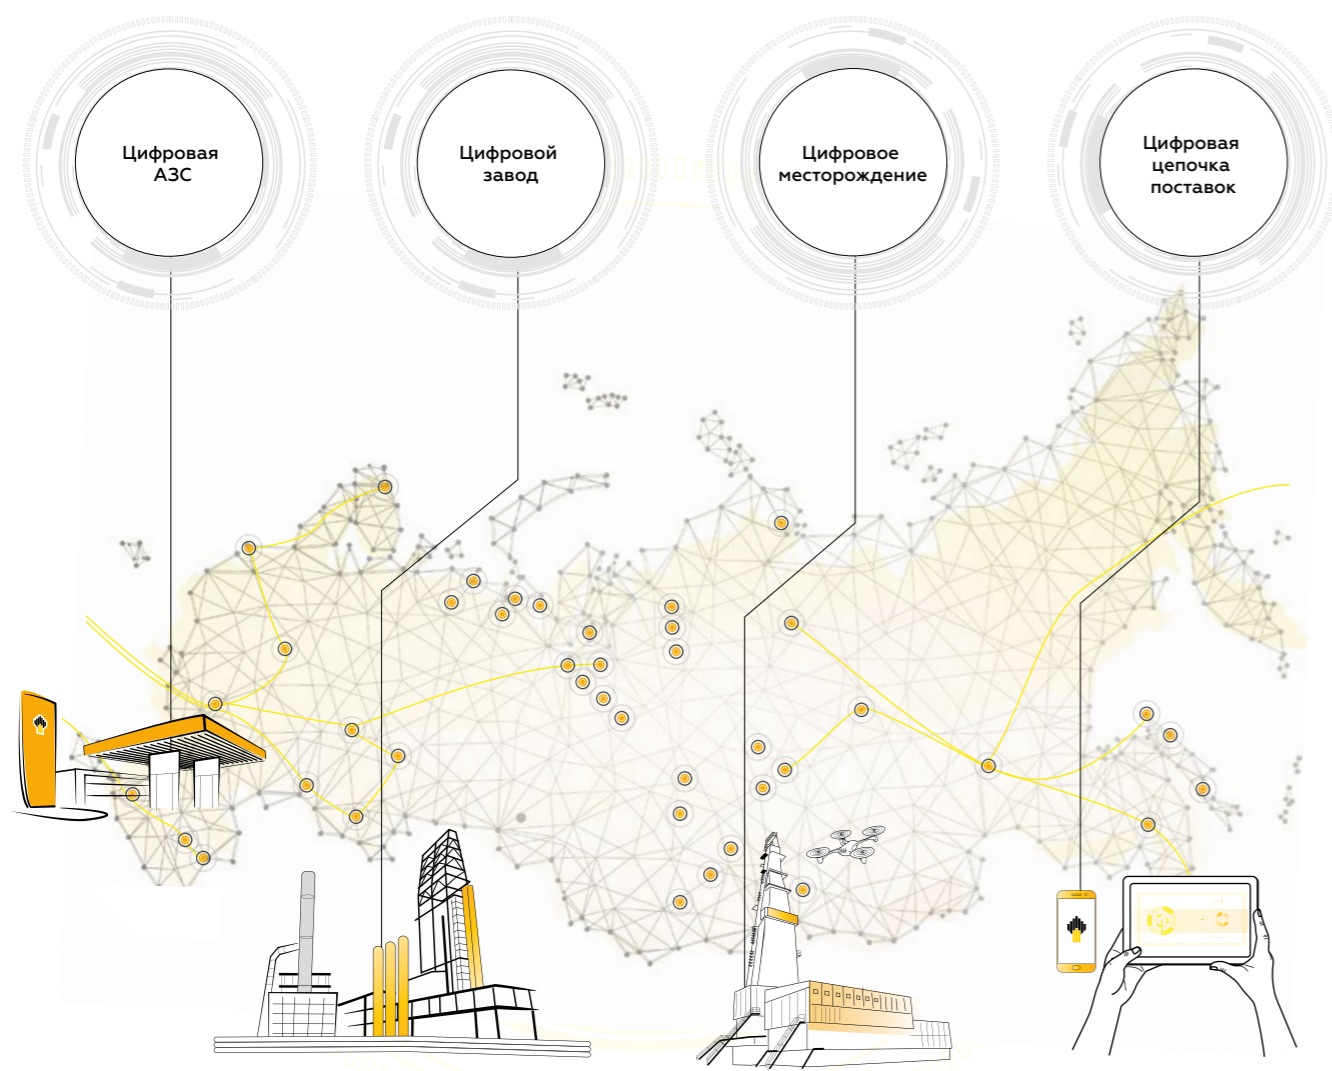 Цифровая
АЗС
Цифровой
завод
Цифровое
месторождение
Цифровая
цепочка
поставок